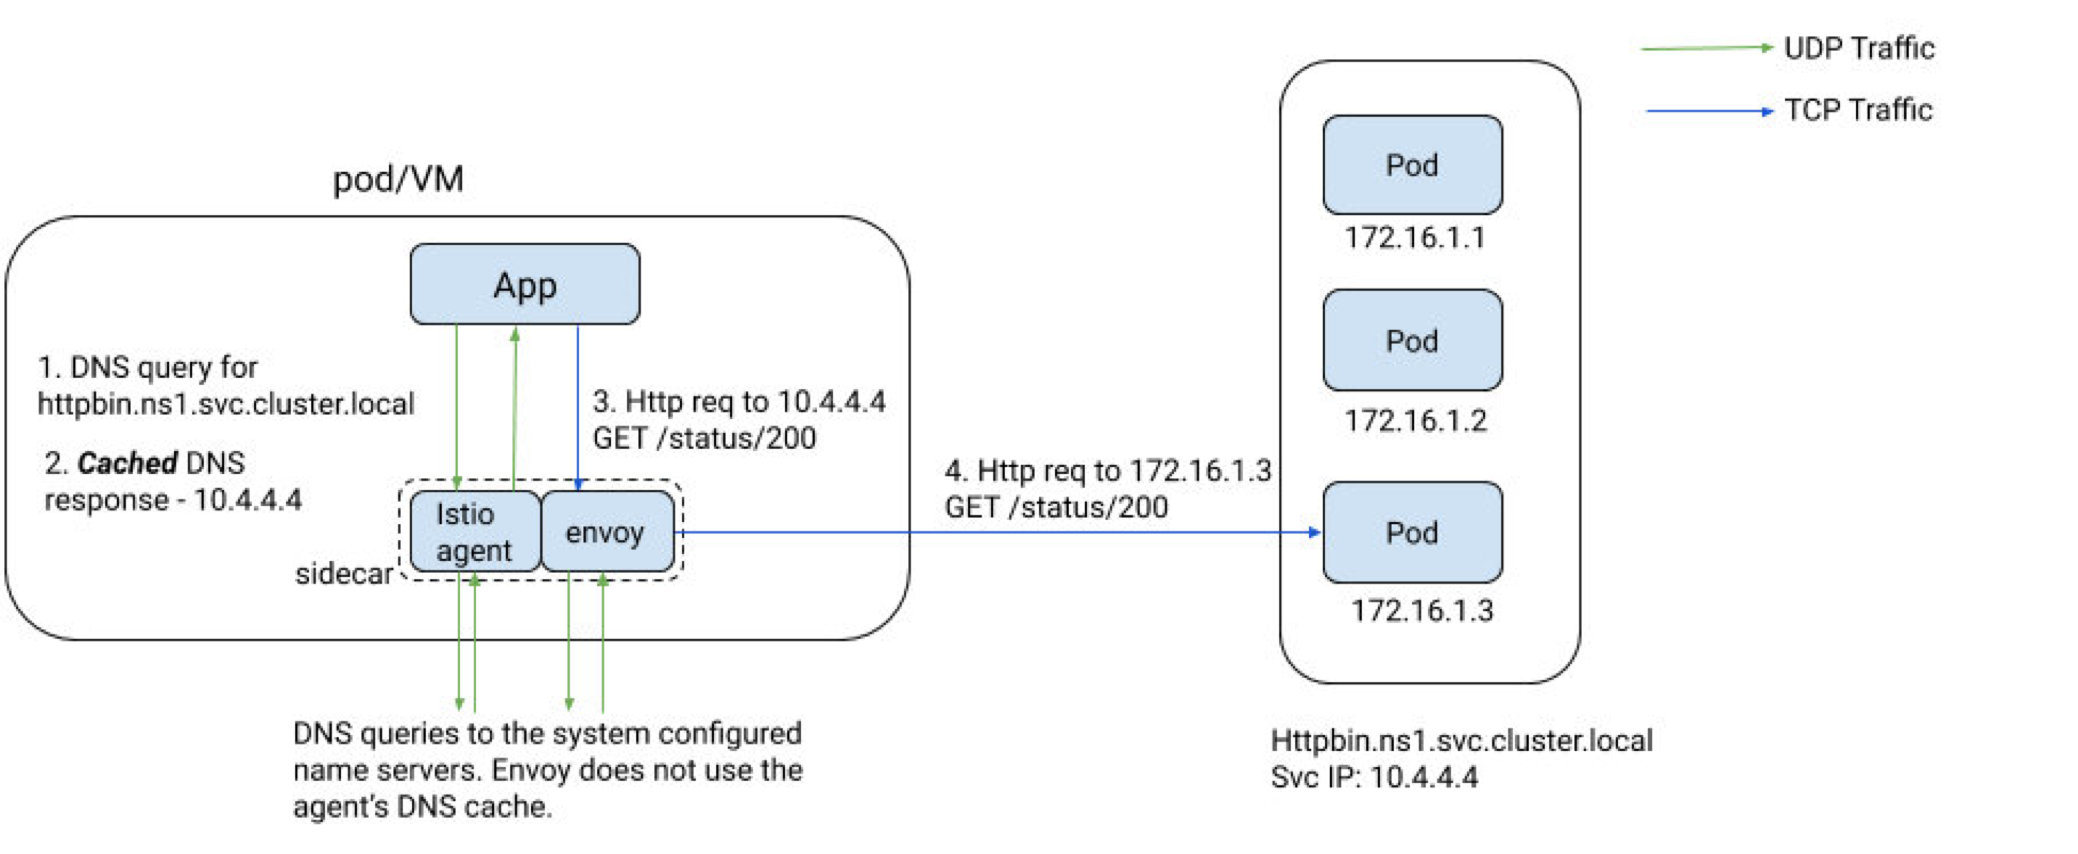 UDP Traffic
TCP Traffic
pod/VM
App
1. DNS query for
httpbin.ns1.svc.cluster.local
2. Cached DNS
response - 10.4.4.4
3. Http req to 10.4.4.4
GET /status/200
Istio
agent
envoy
sidecar
DNS queries to the system configured
name servers. Envoy does not use the
agent's DNS cache.
4. Http req to 172.16.1.3
GET /status/200
Pod
172.16.1.1
Pod
172.16.1.2
Pod
172.16.1.3
Httpbin.ns1.svc.cluster.local
Svc IP: 10.4.4.4